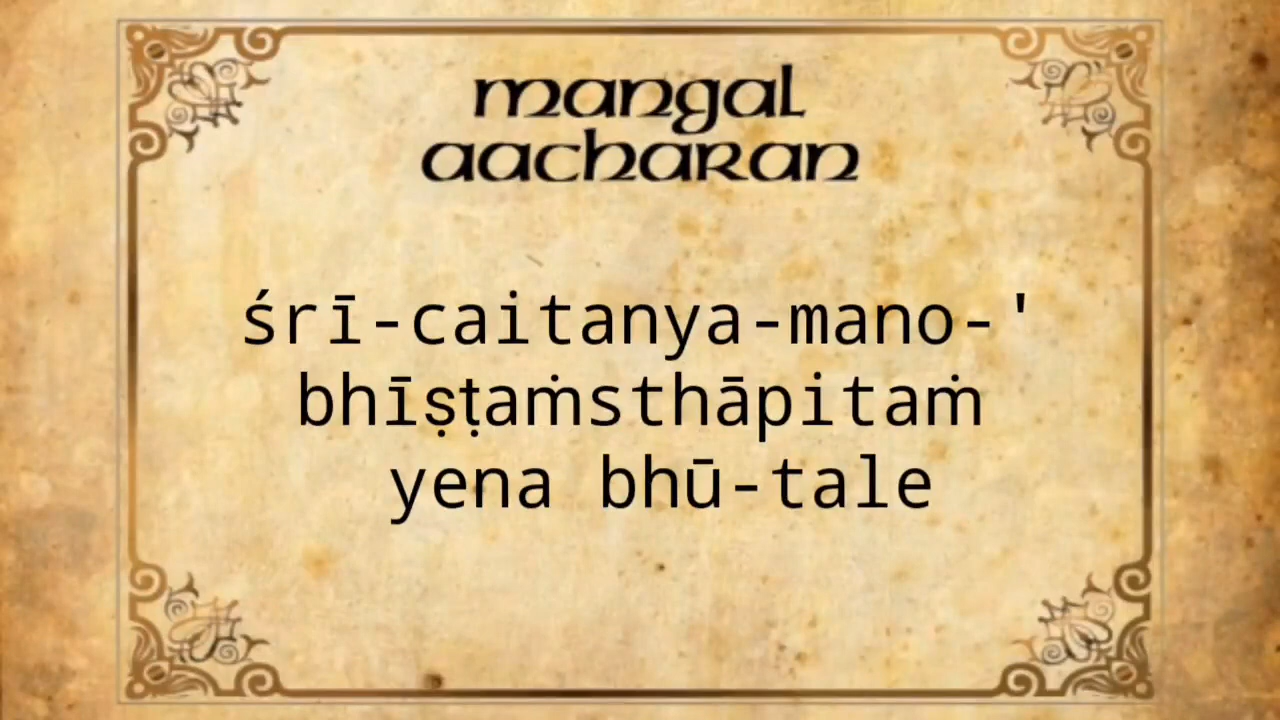 mangal
aacharan
śrī-caitanya-mano-'
bhīṣṭaṁsthāpitaṁ
yena bhū-tale